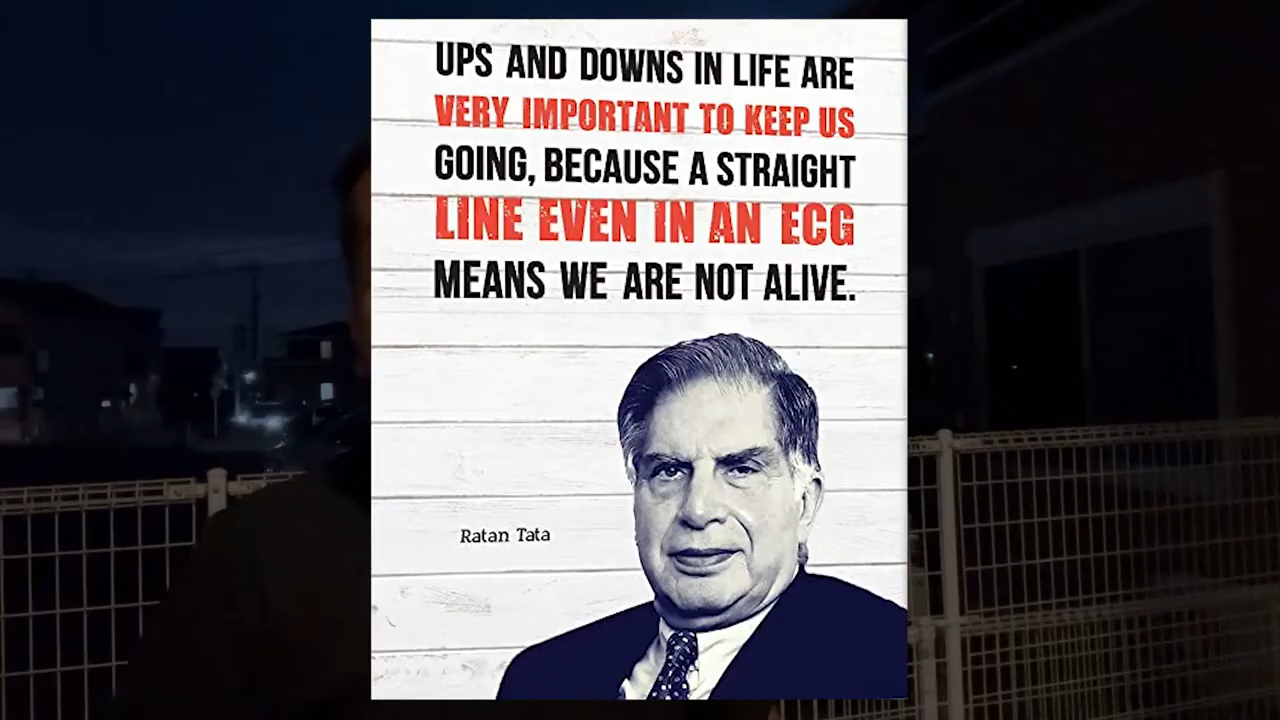 UPS AND DOWNS IN LIFE ARE
VERY IMPORTANT TO KEEP US
GOING, BECAUSE A STRAIGHT
LINE EVEN IN AN ECG
MEANS WE ARE NOT ALIVE.
Ratan Tata